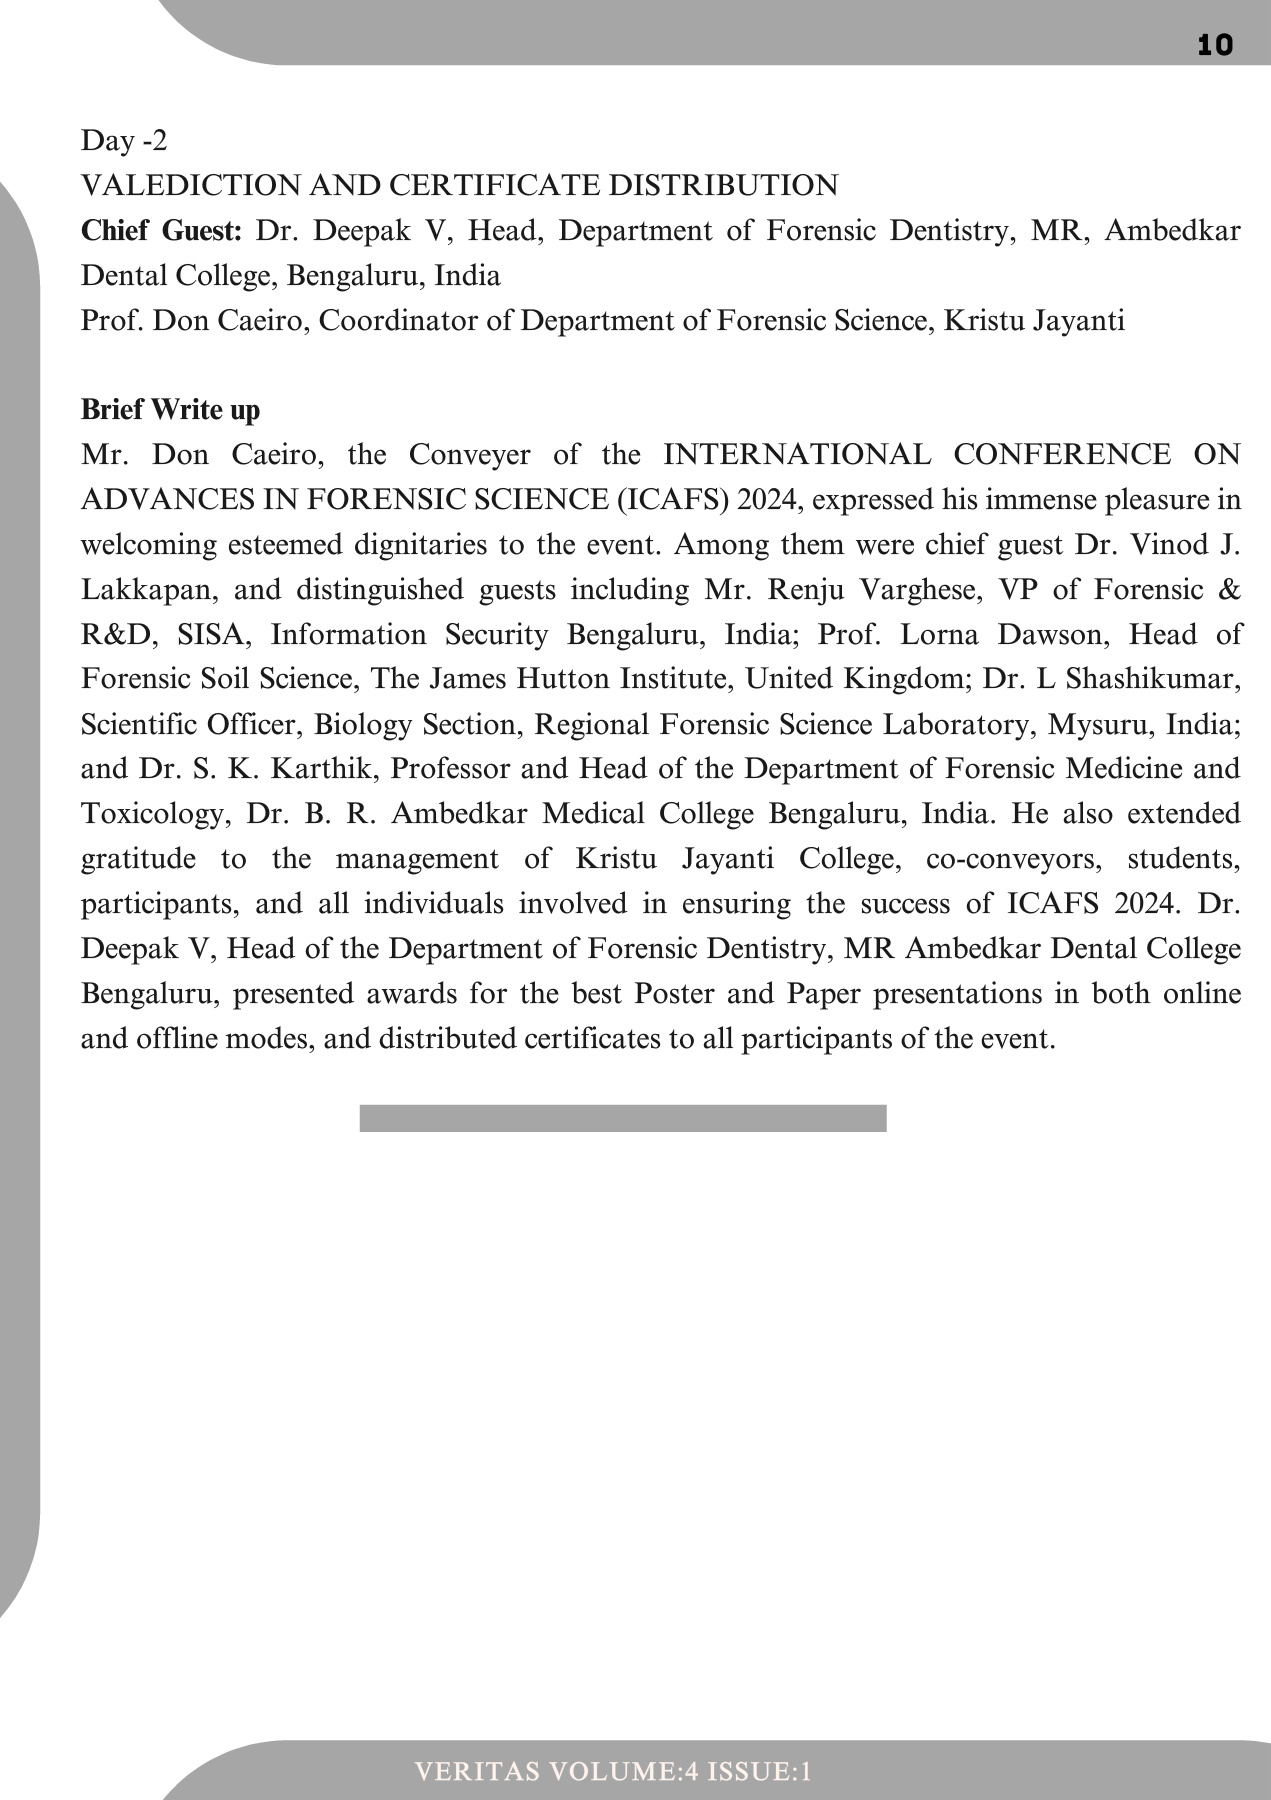 10
Day -2
VALEDICTION AND CERTIFICATE DISTRIBUTION
Chief Guest: Dr. Deepak V, Head, Department of Forensic Dentistry, MR, Ambedkar
Dental College, Bengaluru, India
Prof. Don Caeiro, Coordinator of Department of Forensic Science, Kristu Jayanti
Brief Write up
Mr. Don Caeiro, the Conveyer of the INTERNATIONAL CONFERENCE ON
ADVANCES IN FORENSIC SCIENCE (ICAFS) 2024, expressed his immense pleasure in
welcoming esteemed dignitaries to the event. Among them were chief guest Dr. Vinod J.
Lakkapan, and distinguished guests including Mr. Renju Varghese, VP of Forensic &
R&D, SISA, Information Security Bengaluru, India; Prof. Lorna Dawson, Head of
Forensic Soil Science, The James Hutton Institute, United Kingdom; Dr. L Shashikumar,
Scientific Officer, Biology Section, Regional Forensic Science Laboratory, Mysuru, India;
and Dr. S. K. Karthik, Professor and Head of the Department of Forensic Medicine and
Toxicology, Dr. B. R. Ambedkar Medical College Bengaluru, India. He also extended
gratitude to the management of Kristu Jayanti College, co-conveyors, students,
participants, and all individuals involved in ensuring the success of ICAFS 2024. Dr.
Deepak V, Head of the Department of Forensic Dentistry, MR Ambedkar Dental College
Bengaluru, presented awards for the best Poster and Paper presentations in both online
and offline modes, and distributed certificates to all participants of the event.
VERITAS VOLUME:4 ISSUE:1